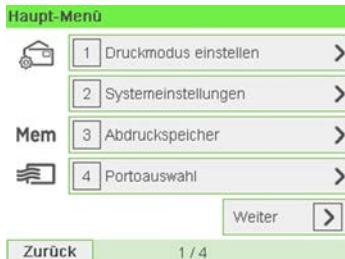 Haupt-Menü
1 Druckmodus einstellen
2 Systemeinstellungen
Mem 3 Abdruckspeicher
4 Portoauswahl
Weiter
Zurück 1 / 4